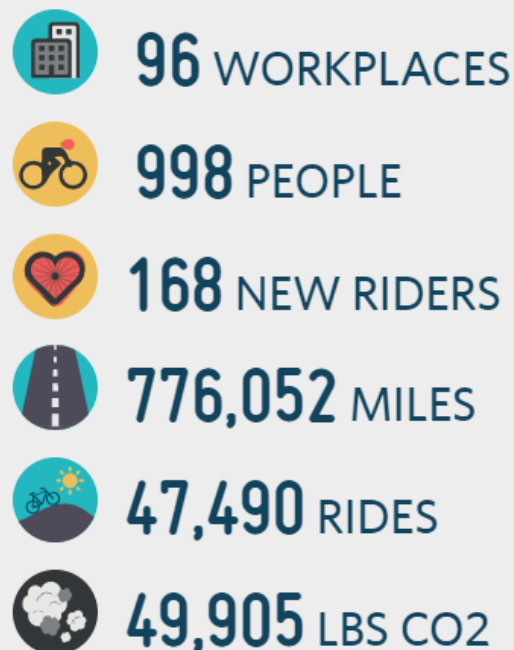 96 WORKPLACES
998 PEOPLE
168 NEW RIDERS
776,052 MILES
47,490 RIDES
49,905 LBS CO2